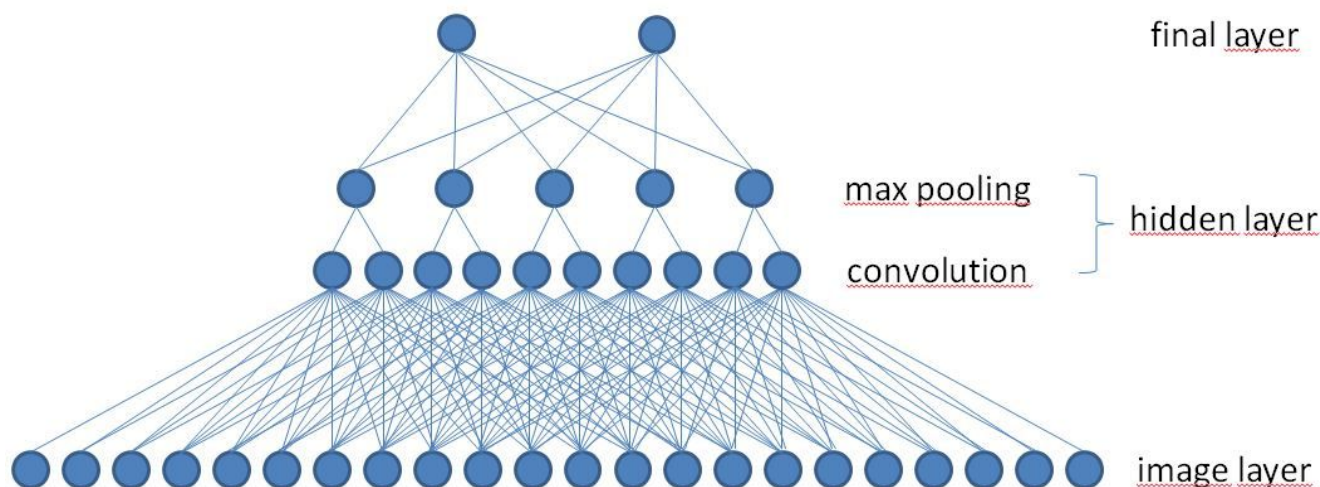 final layer
max pooling
hidden layer
convolution
image layer